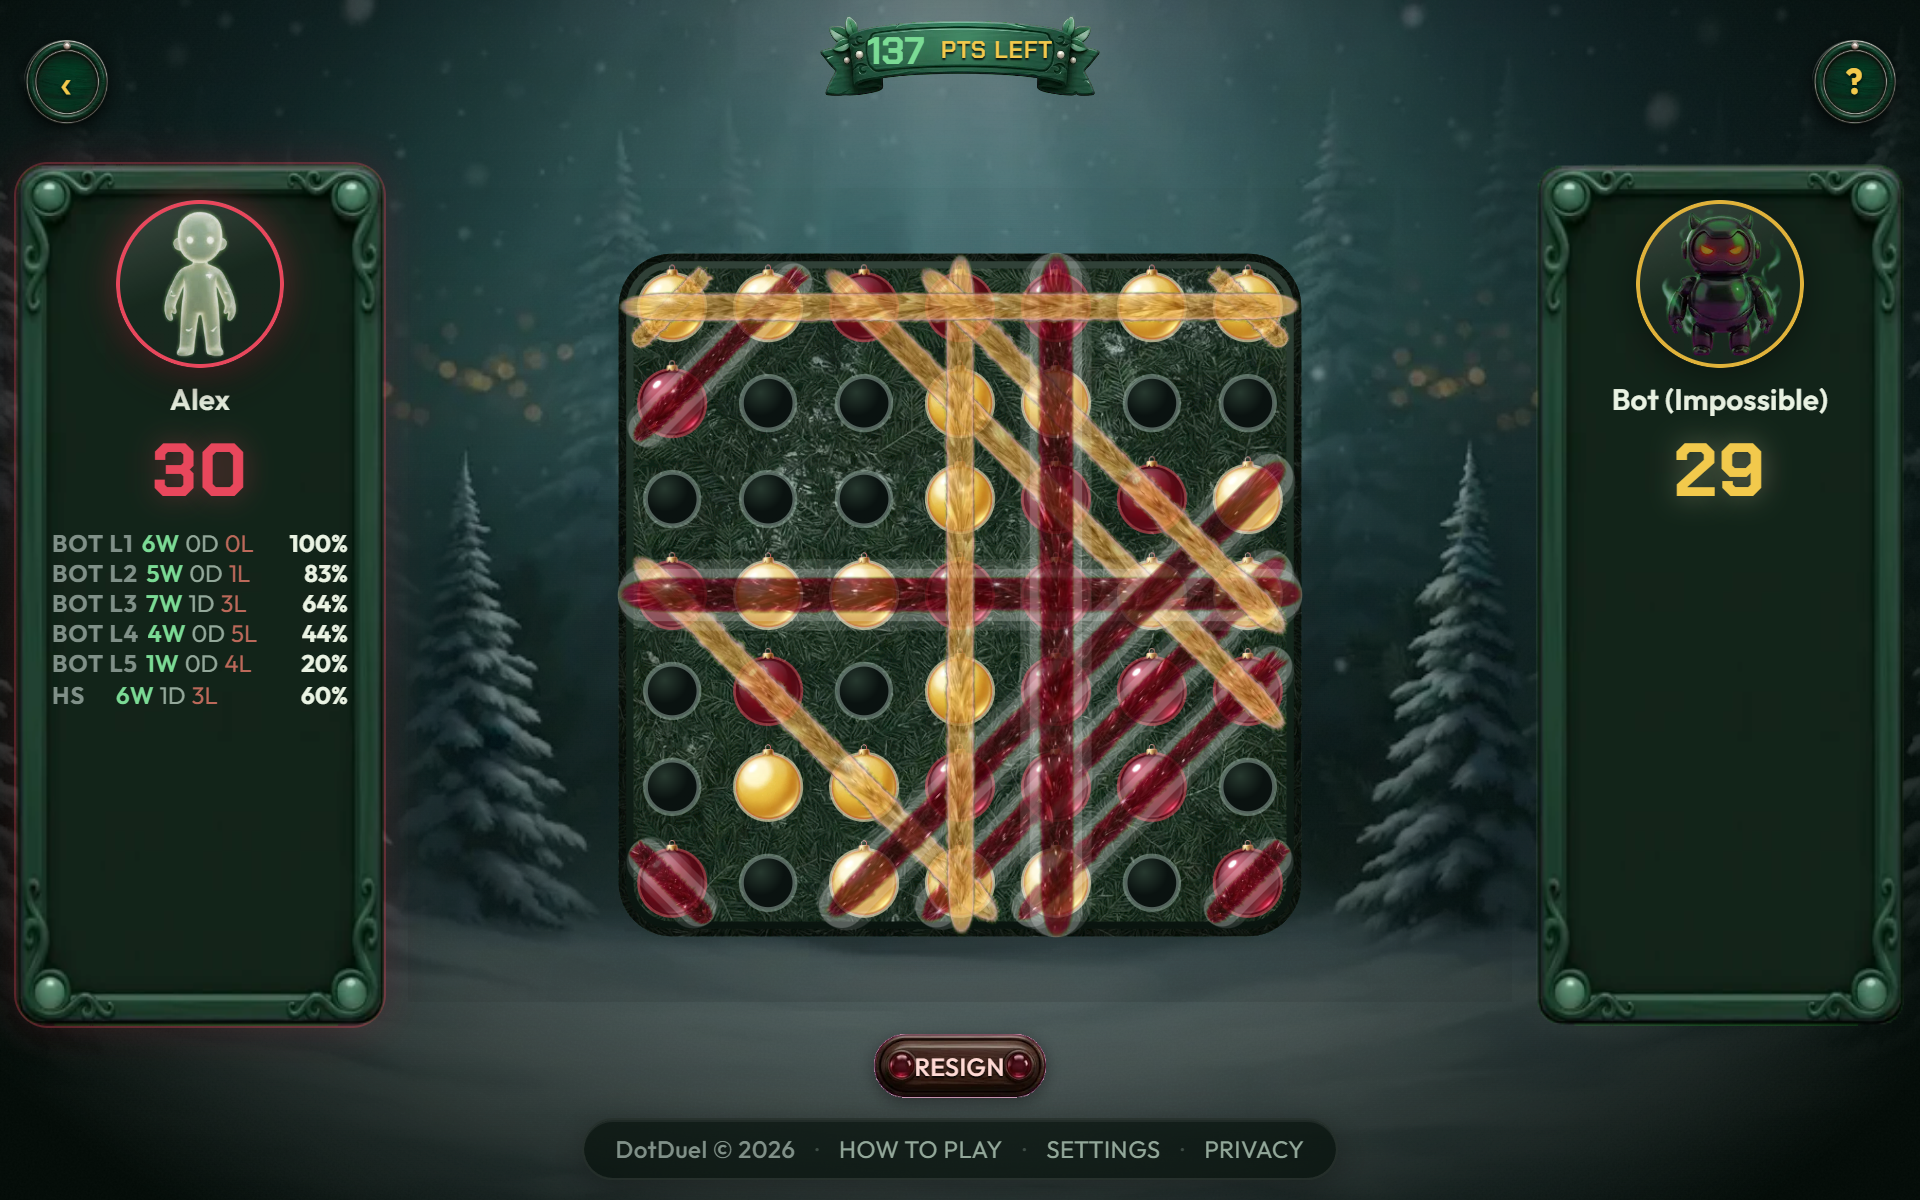 137 PTS LEFT
‹
?
Alex
30
BOT L1 6W 0D 0L 100%
BOT L2 5W 0D 1L 83%
BOT L3 7W 1D 3L 64%
BOT L4 4W 0D 5L 44%
BOT L5 1W 0D 4L 20%
HS 6W 1D 3L 60%
Bot (Impossible)
29
RESIGN
DotDuel © 2026 · HOW TO PLAY · SETTINGS · PRIVACY